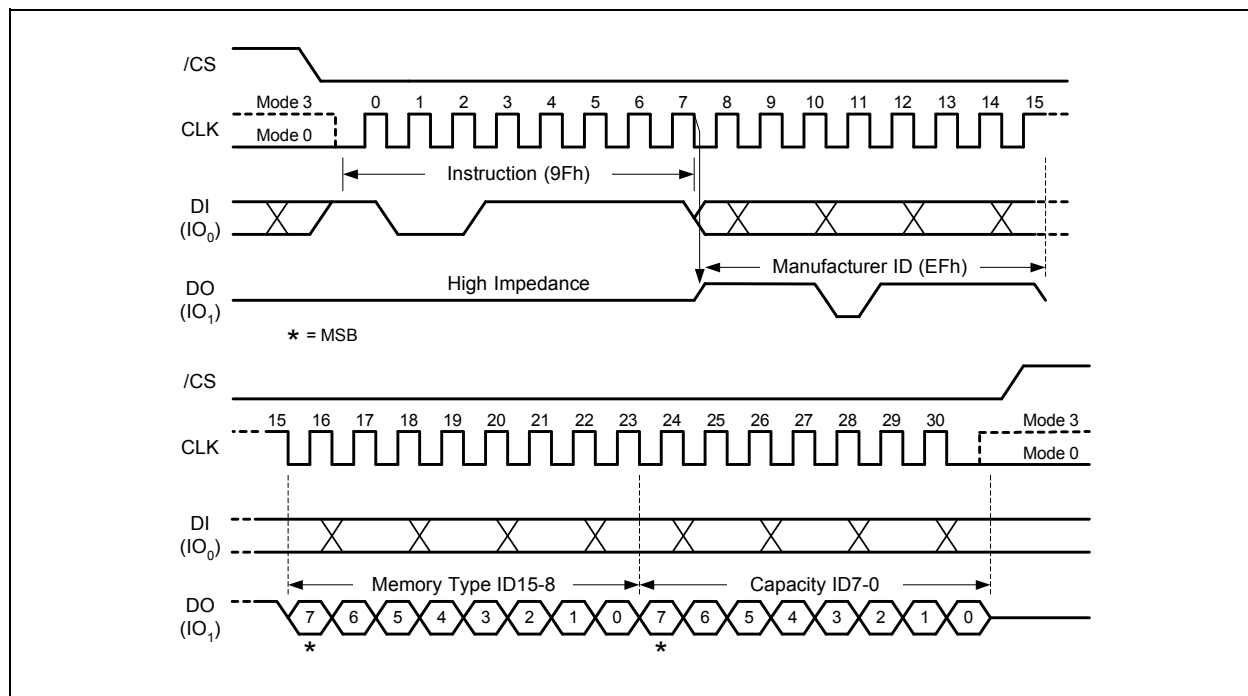 /CS
Mode 3 0 1 2 3 4 5 6 7 8 9 10 11 12 13 14 15
CLK
Mode 0
Instruction (9Fh)
DI
(IO0)
Manufacturer ID (EFh)
High Impedance
DO
(IO1)
* = MSB
/CS
15 16 17 18 19 20 21 22 23 24 25 26 27 28 29 30
Mode 3
CLK
Mode 0
DI
(IO0)
Memory Type ID15-8 Capacity ID7-0
DO
(IO1)
7 6 5 4 3 2 1 0 7 6 5 4 3 2 1 0
* *